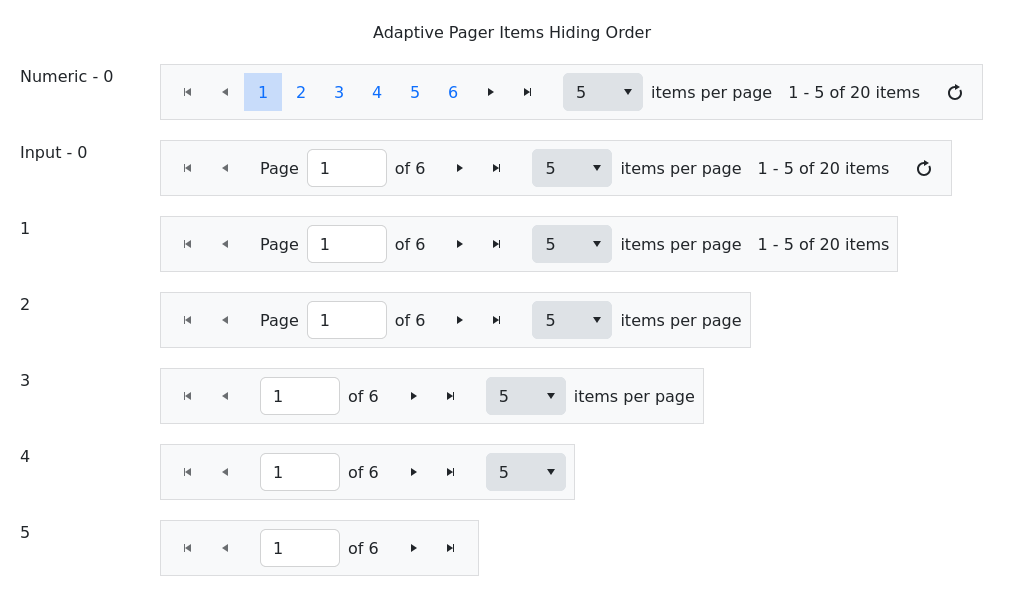 Adaptive Pager Items Hiding Order
Numeric - 0 1 2 3 4 5 6 5 items per page 1 - 5 of 20 items
Input - 0 Page 1 of 6 5 items per page 1 - 5 of 20 items
1 Page 1 of 6 5 items per page 1 - 5 of 20 items
2 Page 1 of 6 5 items per page
3 1 of 6 5 items per page
4 1 of 6 5
5 1 of 6